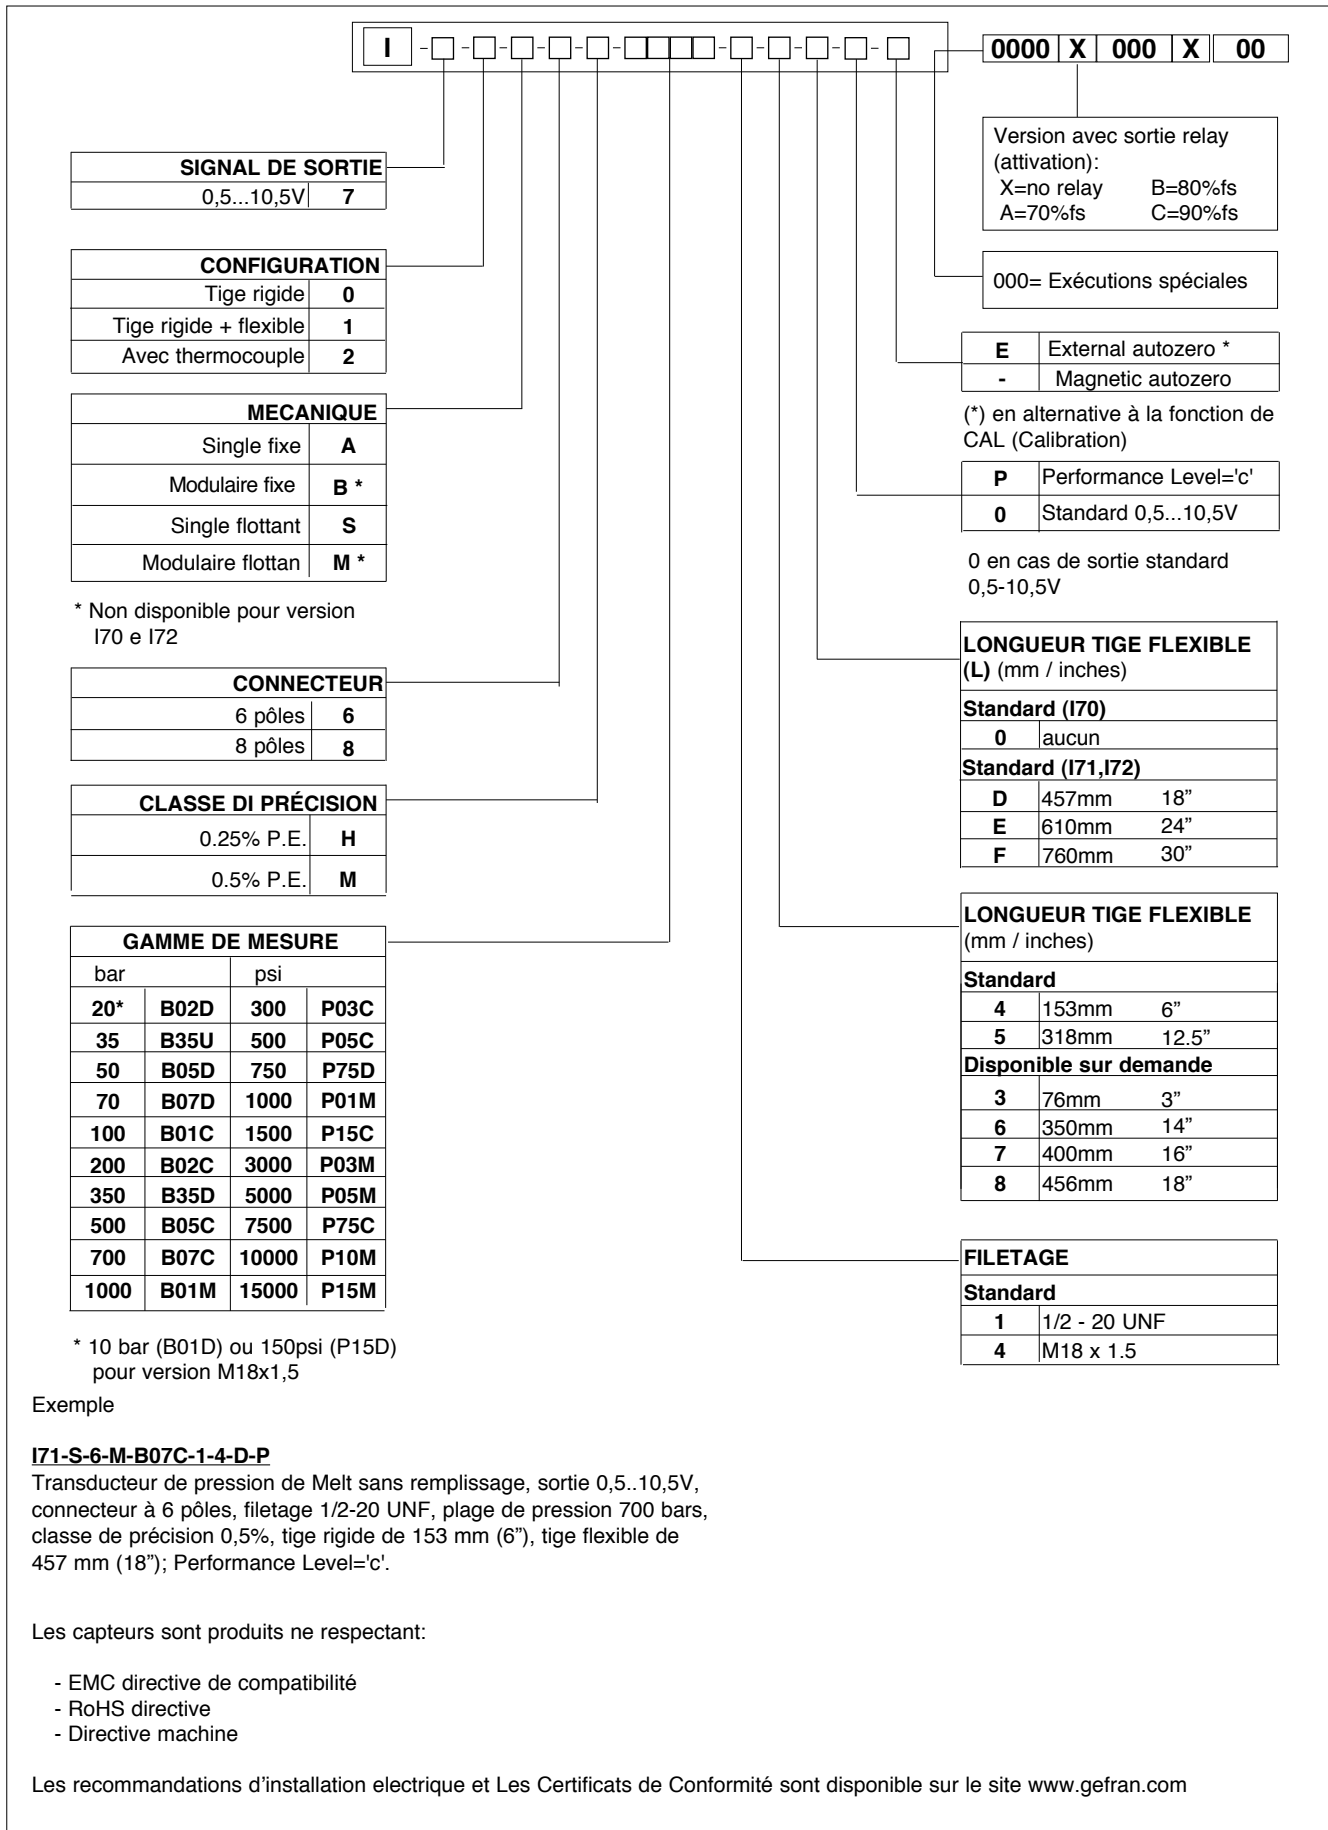 I - - - - - - - - - - - 0000 X 000 X 00
Version avec sortie relay
(attivation):
X=no relay B=80%fs
A=70%fs C=90%fs
000= Exécutions spéciales
E External autozero *
- Magnetic autozero
(*) en alternative à la fonction de
CAL (Calibration)
P Performance Level='c'
0 Standard 0,5...10,5V
0 en cas de sortie standard
0,5-10,5V
SIGNAL DE SORTIE
0,5...10,5V 7
CONFIGURATION
Tige rigide 0
Tige rigide + flexible 1
Avec thermocouple 2
MECANIQUE
Single fixe A
Modulaire fixe B *
Single flottant S
Modulaire flottan M *
* Non disponible pour version
I70 e I72
CONNECTEUR
6 pôles 6
8 pôles 8
CLASSE DI PRÉCISION
0.25% P.E. H
0.5% P.E. M
GAMME DE MESURE
bar psi
20* B02D 300 P03C
35 B35U 500 P05C
50 B05D 750 P75D
70 B07D 1000 P01M
100 B01C 1500 P15C
200 B02C 3000 P03M
350 B35D 5000 P05M
500 B05C 7500 P75C
700 B07C 10000 P10M
1000 B01M 15000 P15M
* 10 bar (B01D) ou 150psi (P15D)
pour version M18x1,5
LONGUEUR TIGE FLEXIBLE
(L) (mm / inches)
Standard (I70)
0 aucun
Standard (I71,I72)
D 457mm 18”
E 610mm 24”
F 760mm 30”
LONGUEUR TIGE FLEXIBLE
(mm / inches)
Standard
4 153mm 6”
5 318mm 12.5”
Disponible sur demande
3 76mm 3”
6 350mm 14”
7 400mm 16”
8 456mm 18”
FILETAGE
Standard
1 1/2 - 20 UNF
4 M18 x 1.5
Exemple
I71-S-6-M-B07C-1-4-D-P
Transducteur de pression de Melt sans remplissage, sortie 0,5..10,5V,
connecteur à 6 pôles, filetage 1/2-20 UNF, plage de pression 700 bars,
classe de précision 0,5%, tige rigide de 153 mm (6”), tige flexible de
457 mm (18”); Performance Level='c'.
Les capteurs sont produits ne respectant:
- EMC directive de compatibilité
- RoHS directive
- Directive machine
Les recommandations d’installation electrique et Les Certificats de Conformité sont disponible sur le site www.gefran.com